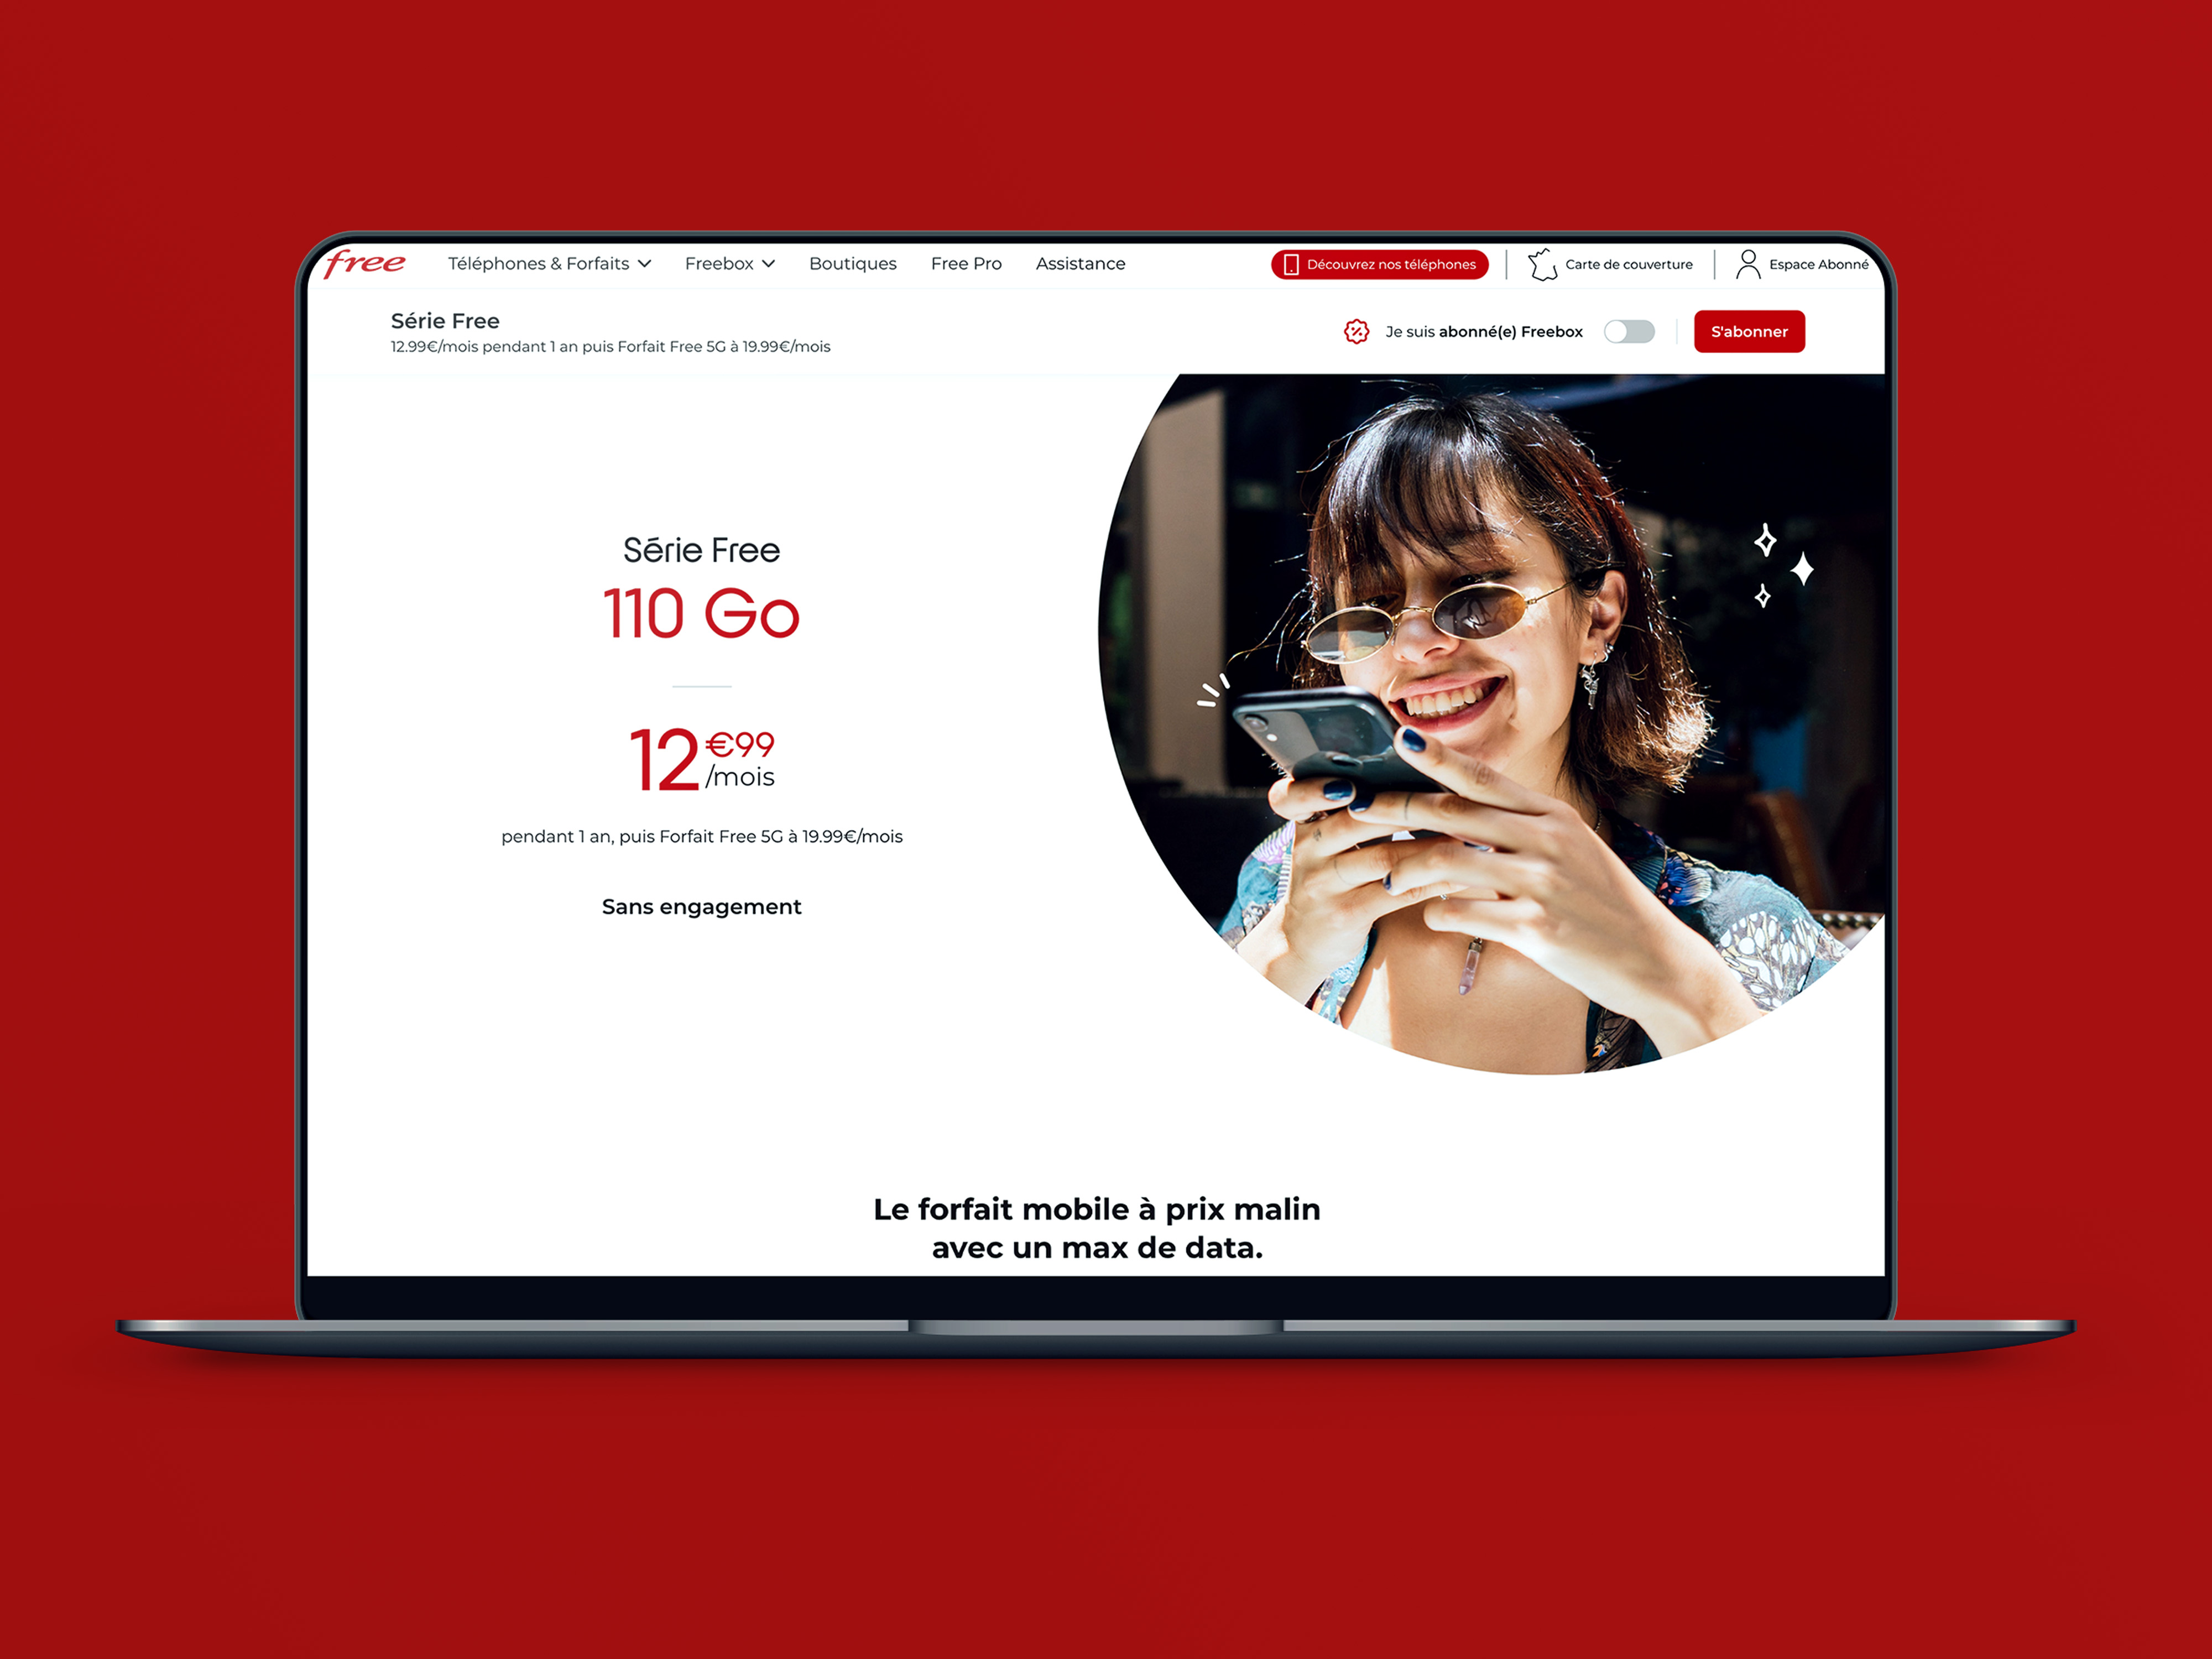 free
Téléphones & Forfaits
Freebox
Boutiques
Free Pro
Assistance
Découvrez nos téléphones
Carte de couverture
Espace Abonné
Série Free
12.99€/mois pendant 1 an puis Forfait Free 5G à 19.99€/mois
Je suis abonné(e) Freebox
S'abonner
Série Free
110 Go
12€99
/mois
pendant 1 an, puis Forfait Free 5G à 19.99€/mois
Sans engagement
Le forfait mobile à prix malin
avec un max de data.